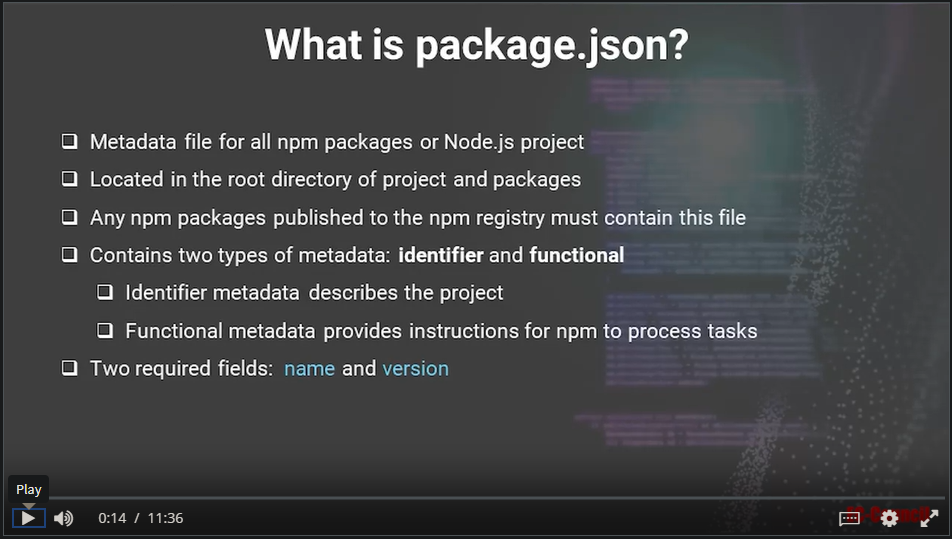 What is package.json?
Metadata file for all npm packages or Node.js project
Located in the root directory of project and packages
Any npm packages published to the npm registry must contain this file
Contains two types of metadata: identifier and functional
Identifier metadata describes the project
Functional metadata provides instructions for npm to process tasks
Two required fields: name and version
Play
0:14 / 11:36